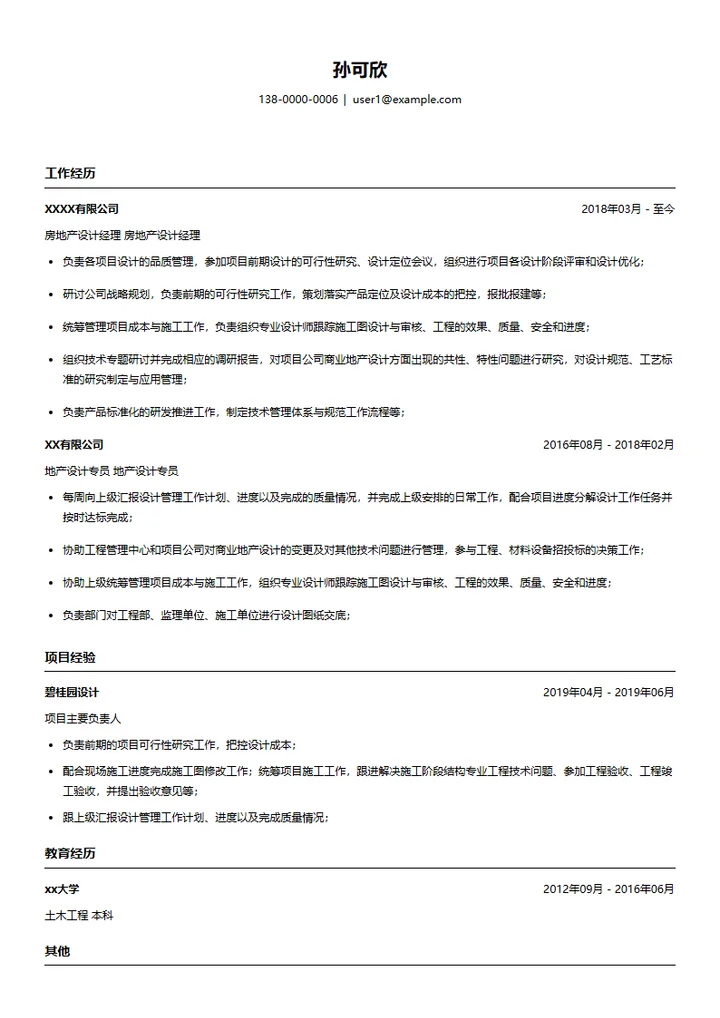 孙可欣
138-0000-0006 | user1@example.com
工作经历
XXXX有限公司 2018年03月 - 至今
房地产设计经理 房地产设计经理
• 负责各项目设计的品质管理，参加项目前期设计的可行性研究、设计定位会议，组织进行项目各设计阶段评审和设计优化；
• 研讨公司战略规划，负责前期的可行性研究工作，策划落实产品定位及设计成本的把控，报批报建等；
• 统筹管理项目成本与施工工作，负责组织专业设计师跟踪施工图设计与审核、工程的效果、质量、安全和进度；
• 组织技术专题研讨并完成相应的调研报告，对项目公司商业地产设计方面出现的共性、特性问题进行研究，对设计规范、工艺标
准的研究制定与应用管理；
• 负责产品标准化的研发推进工作，制定技术管理体系与规范工作流程等；
XX有限公司 2016年08月 - 2018年02月
地产设计专员 地产设计专员
• 每周向上级汇报设计管理工作计划、进度以及完成的质量情况，并完成上级安排的日常工作，配合项目进度分解设计工作任务并
按时达标完成；
• 协助工程管理中心和项目公司对商业地产设计的变更及对其他技术问题进行管理，参与工程、材料设备招投标的决策工作；
• 协助上级统筹管理项目成本与施工工作，组织专业设计师跟踪施工图设计与审核、工程的效果、质量、安全和进度；
• 负责部门对工程部、监理单位、施工单位进行设计图纸交底；
项目经验
碧桂园设计 2019年04月 - 2019年06月
项目主要负责人
• 负责前期的项目可行性研究工作，把控设计成本；
• 配合现场施工进度完成施工图修改工作；统筹项目施工工作，跟进解决施工阶段结构专业工程技术问题、参加工程验收、工程竣
工验收，并提出验收意见等；
• 跟上级汇报设计管理工作计划、进度以及完成质量情况；
教育经历
xx大学 2012年09月 - 2016年06月
土木工程 本科
其他